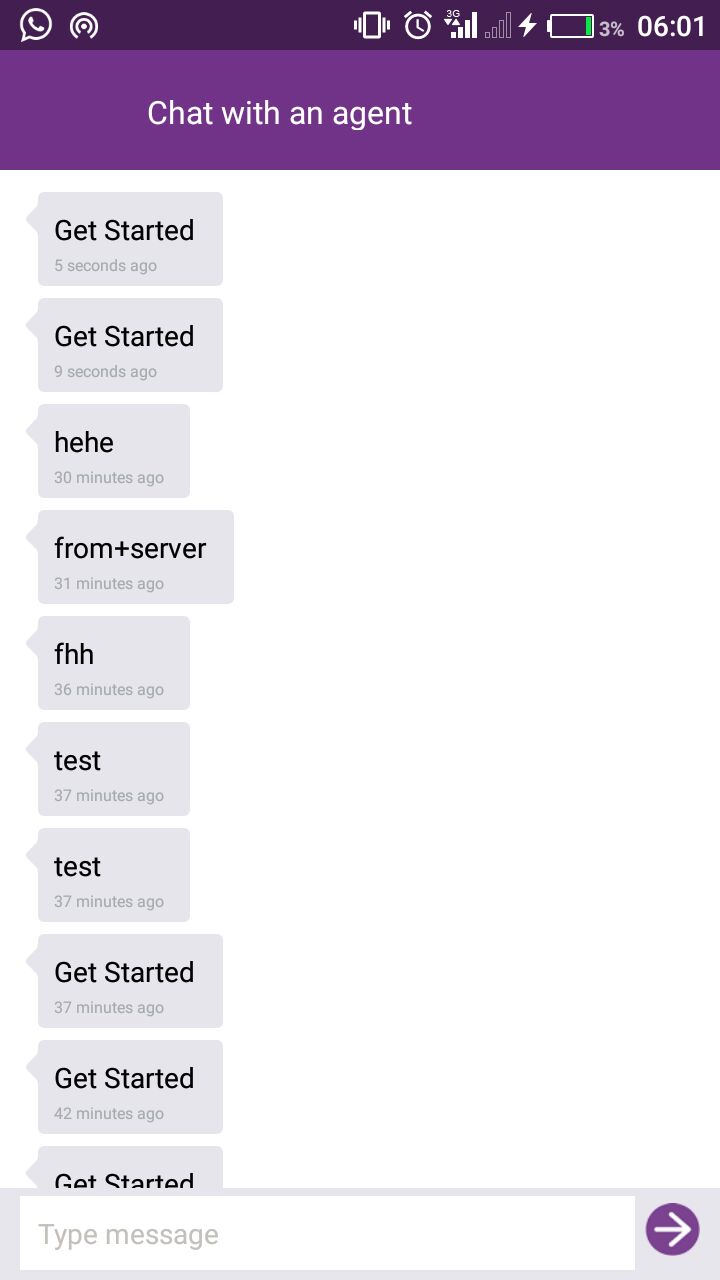 3G
3% 06:01
Chat with an agent
Get Started
5 seconds ago
Get Started
9 seconds ago
hehe
30 minutes ago
from+server
31 minutes ago
fhh
36 minutes ago
test
37 minutes ago
test
37 minutes ago
Get Started
37 minutes ago
Get Started
42 minutes ago
Get Started
Type message